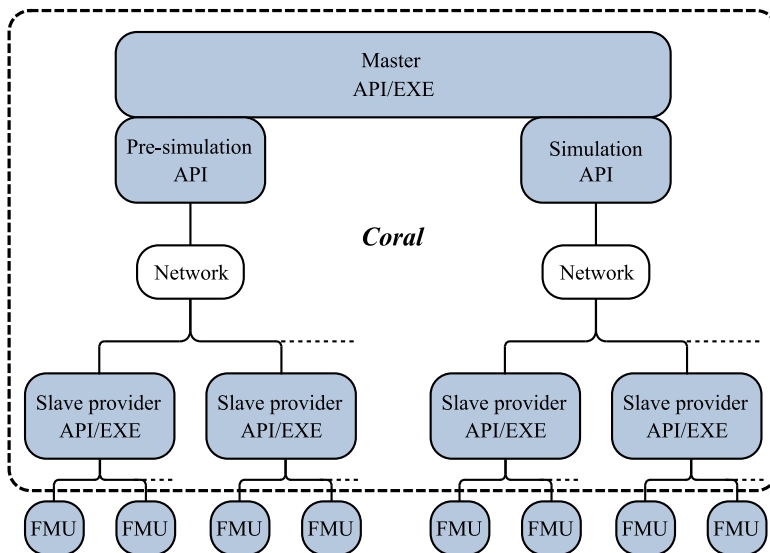 Master
API/EXE
Pre-simulation
API
Simulation
API
Coral
Network
Network
Slave provider
API/EXE
Slave provider
API/EXE
Slave provider
API/EXE
Slave provider
API/EXE
FMU
FMU
FMU
FMU
FMU
FMU
FMU
FMU